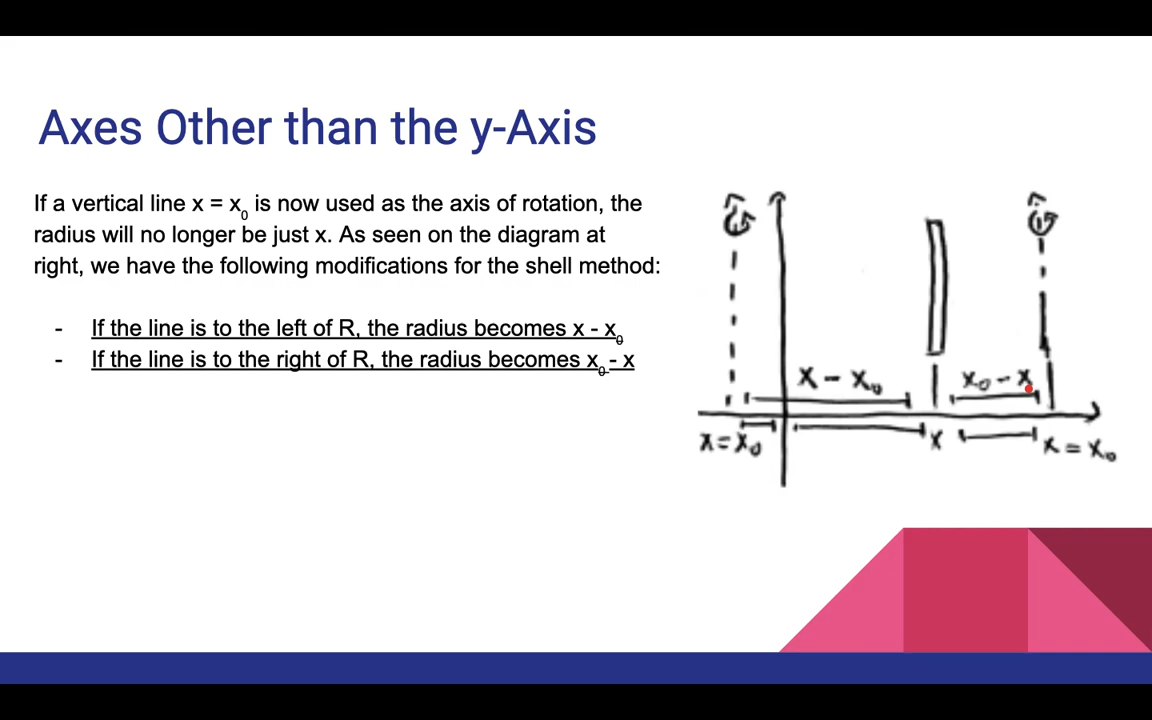 Axes Other than the y-Axis
If a vertical line x = x₀ is now used as the axis of rotation, the
radius will no longer be just x. As seen on the diagram at
right, we have the following modifications for the shell method:
- If the line is to the left of R, the radius becomes x - x₀
- If the line is to the right of R, the radius becomes x₀ - x
x - x₀
x₀ - x
x = x₀
x
x = x₀